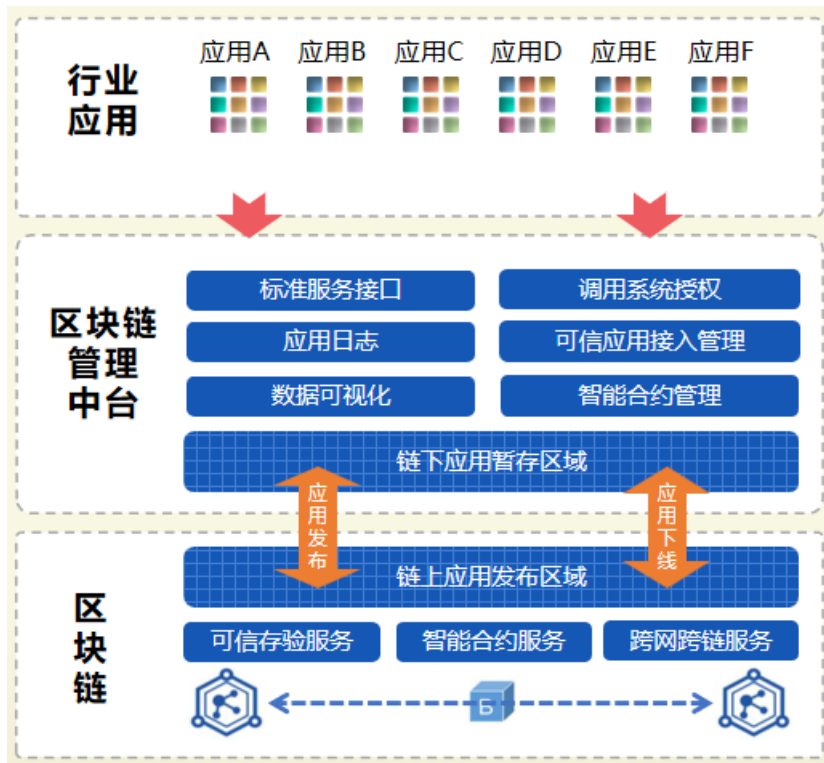 应用A 应用B 应用C 应用D 应用E 应用F
行业
应用
区块链
管理
中台
标准服务接口 调用系统授权
应用日志 可信应用接入管理
数据可视化 智能合约管理
链下应用暂存区域
应用发布
应用下线
区
块
链
链上应用发布区域
可信存验服务 智能合约服务 跨网跨链服务
Б